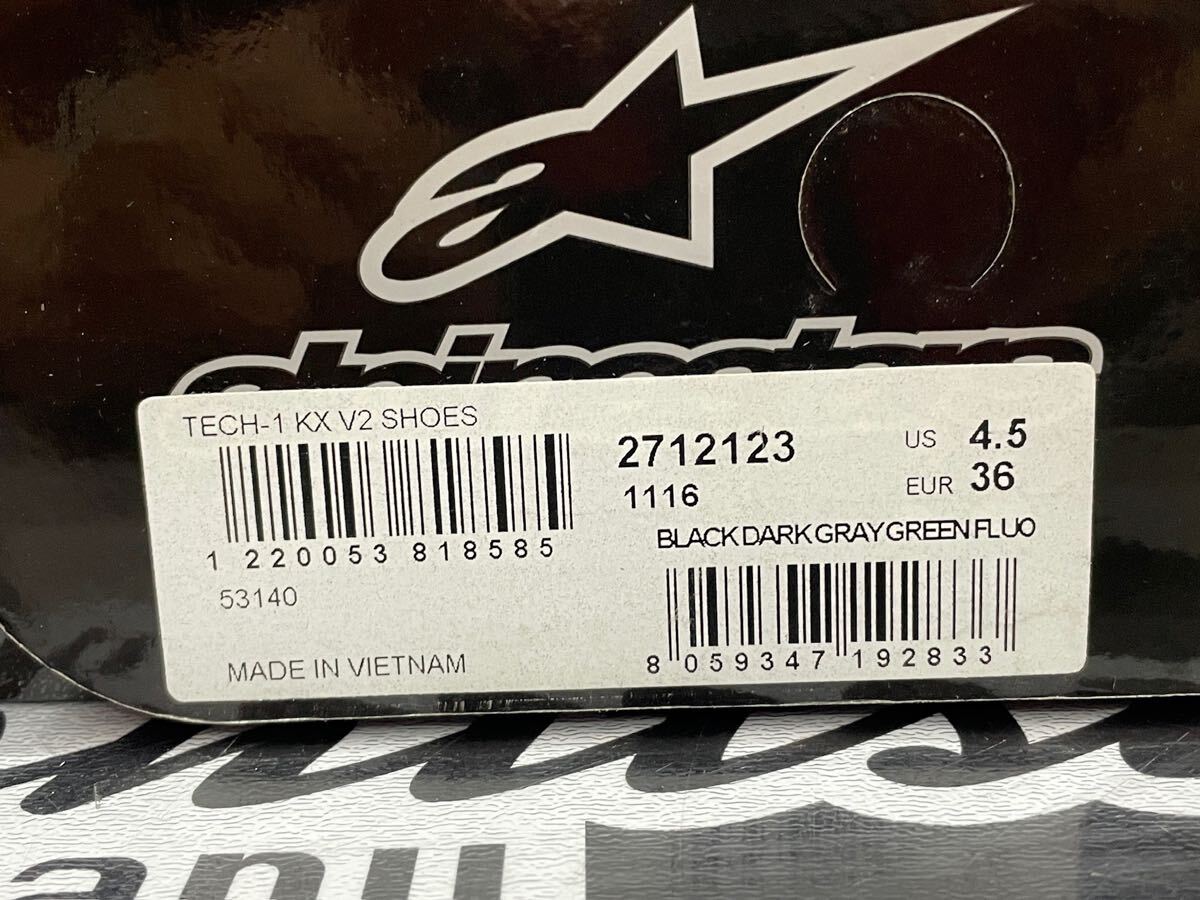 TECH-1 KX V2 SHOES
2712123
1116
US 4.5
EUR 36
BLACK DARK GRAY GREEN FLUO
1 220053 818585
53140
MADE IN VIETNAM
8 059347 192833